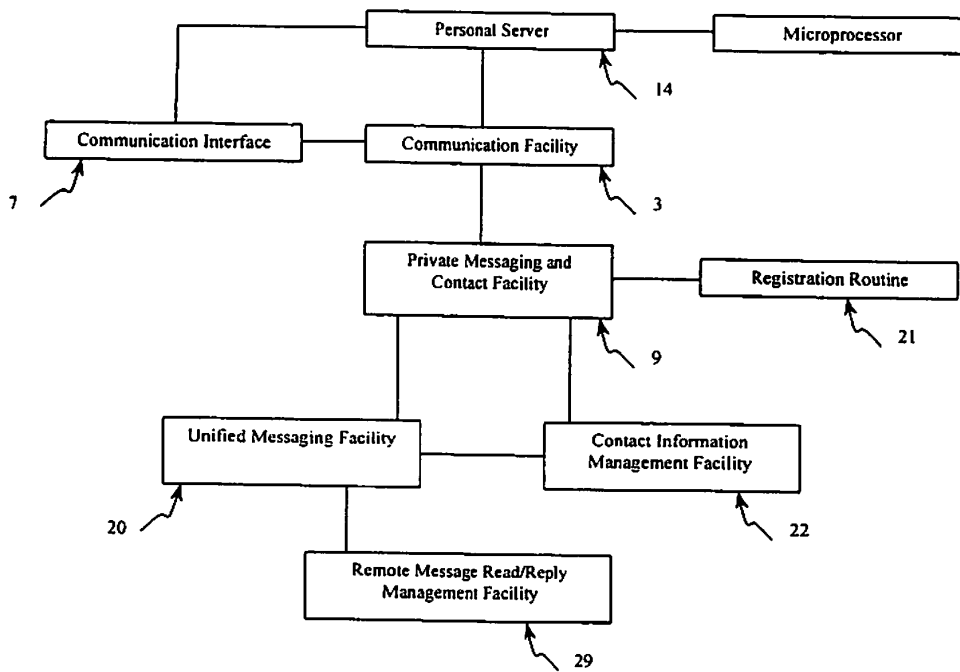 Personal Server
Microprocessor
14
Communication Interface
Communication Facility
7
3
Private Messaging and
Contact Facility
Registration Routine
21
9
Unified Messaging Facility
Contact Information
Management Facility
20
22
Remote Message Read/Reply
Management Facility
29